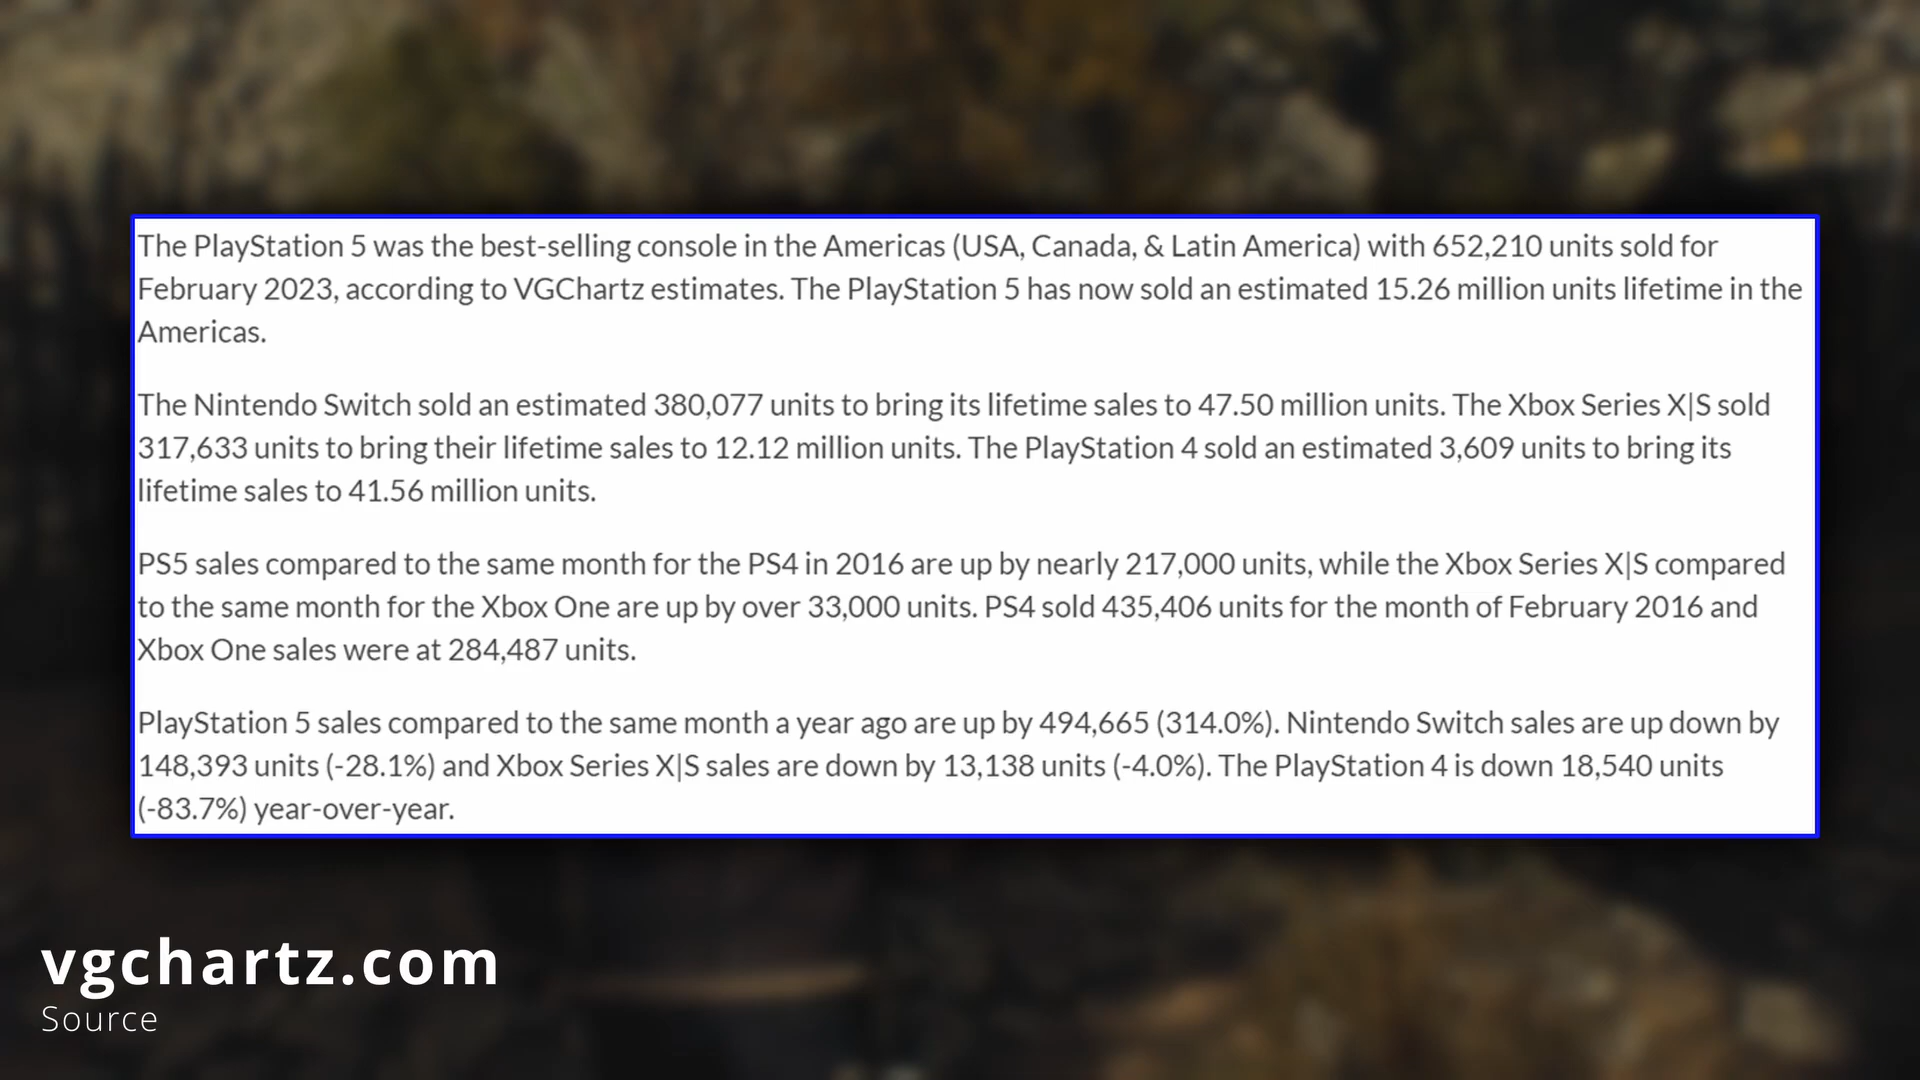 The PlayStation 5 was the best-selling console in the Americas (USA, Canada, & Latin America) with 652,210 units sold for
February 2023, according to VGChartz estimates. The PlayStation 5 has now sold an estimated 15.26 million units lifetime in the
Americas.
The Nintendo Switch sold an estimated 380,077 units to bring its lifetime sales to 47.50 million units. The Xbox Series X|S sold
317,633 units to bring their lifetime sales to 12.12 million units. The PlayStation 4 sold an estimated 3,609 units to bring its
lifetime sales to 41.56 million units.
PS5 sales compared to the same month for the PS4 in 2016 are up by nearly 217,000 units, while the Xbox Series X|S compared
to the same month for the Xbox One are up by over 33,000 units. PS4 sold 435,406 units for the month of February 2016 and
Xbox One sales were at 284,487 units.
PlayStation 5 sales compared to the same month a year ago are up by 494,665 (314.0%). Nintendo Switch sales are up down by
148,393 units (-28.1%) and Xbox Series X|S sales are down by 13,138 units (-4.0%). The PlayStation 4 is down 18,540 units
(-83.7%) year-over-year.
vgchartz.com
Source